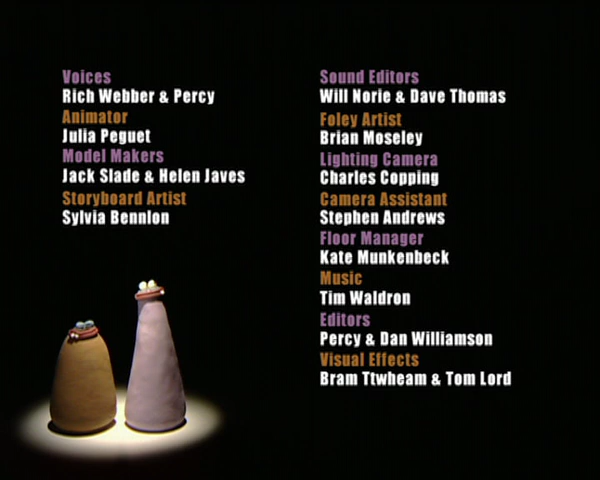 Voices
Rich Webber & Percy
Animator
Julia Peguet
Model Makers
Jack Slade & Helen Javes
Storyboard Artist
Sylvia Bennlon
Sound Editors
Will Norie & Dave Thomas
Foley Artist
Brian Moseley
Lighting Camera
Charles Copping
Camera Assistant
Stephen Andrews
Floor Manager
Kate Munkenbeck
Music
Tim Waldron
Editors
Percy & Dan Williamson
Visual Effects
Bram Ttwheam & Tom Lord